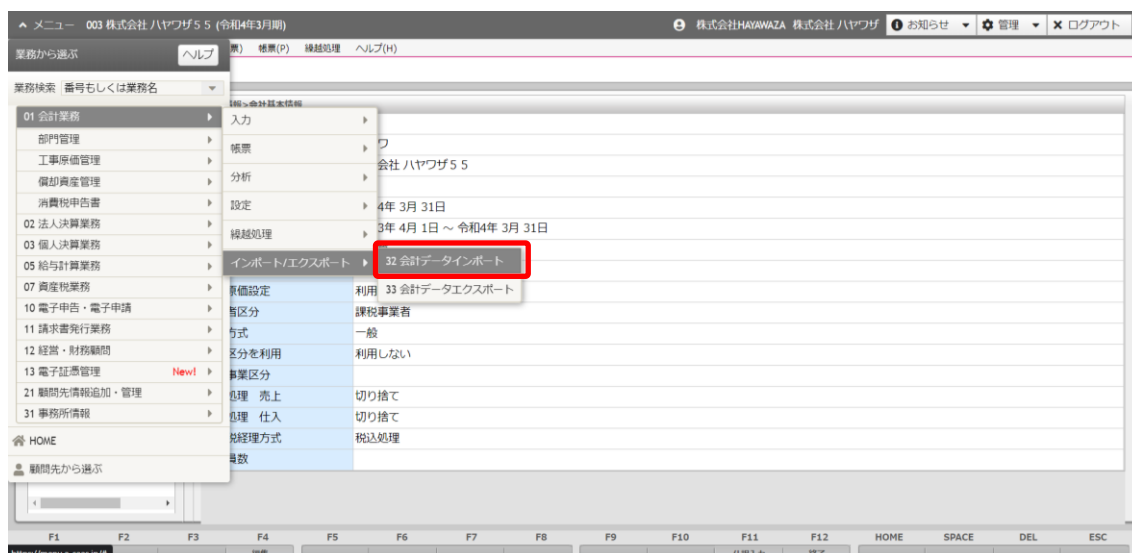 メニュー 003 株式会社 ハヤワザ５５ (令和4年3月期) 株式会社HAYAWAZA 株式会社 ハヤワザ お知らせ 管理 ログアウト
業務から選ぶ ヘルプ 票) 帳票(P) 繰越処理 ヘルプ(H)
業務検索 番号もしくは業務名
報>会社基本情報
01 会計業務 入力
部門管理 帳票 ワ
工事原価管理 会社 ハヤワザ５５
償却資産管理 分析
消費税申告書 設定 4年 3月 31日
02 法人決算業務 繰越処理 3年 4月 1日 ～ 令和4年 3月 31日
03 個人決算業務
05 給与計算業務 インポート/エクスポート 32 会計データインポート
07 資産税業務 原価設定 利用 33 会計データエクスポート
10 電子申告・電子申請 者区分 課税事業者
11 請求書発行業務 方式 一般
12 経営・財務顧問 区分を利用 利用しない
13 電子証憑管理 New! 事業区分
21 顧問先情報追加・管理 処理 売上 切り捨て
31 事務所情報 処理 仕入 切り捨て
HOME 税経理方式 税込処理
顧問先から選ぶ 員数
F1 F2 F3 F4 F5 F6 F7 F8 F9 F10 F11 F12 HOME SPACE DEL ESC